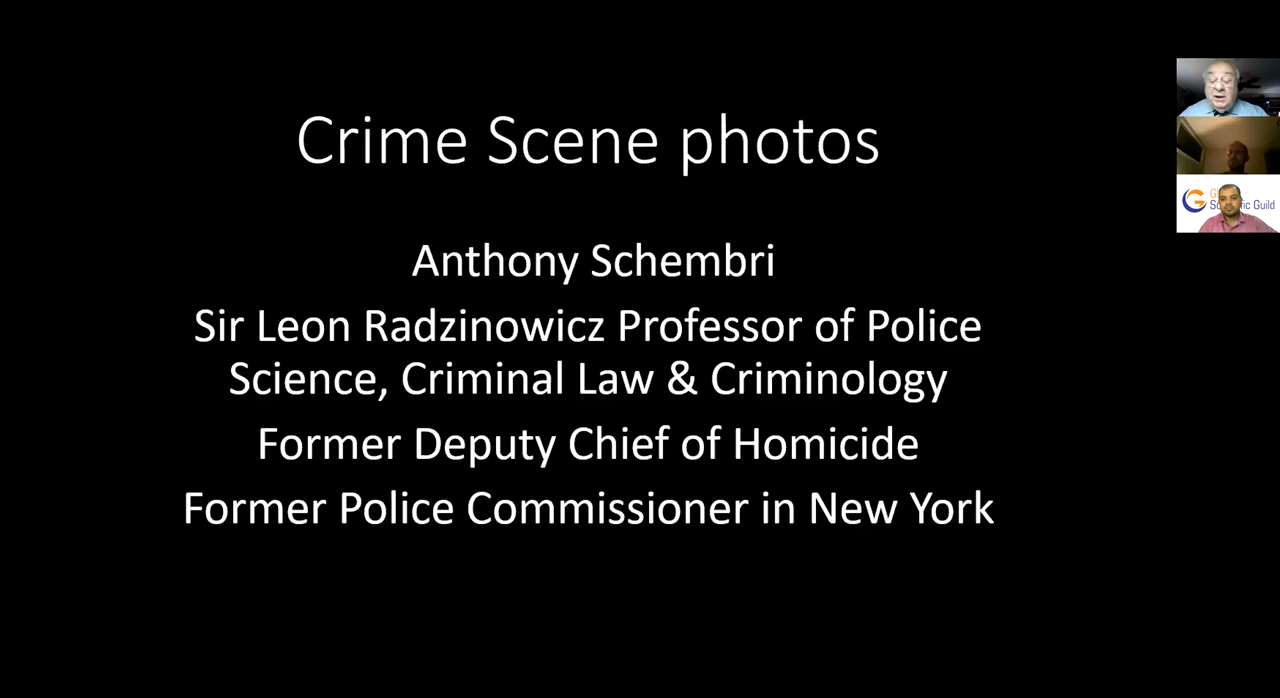 Crime Scene photos
Anthony Schembri
Sir Leon Radzinowicz Professor of Police
Science, Criminal Law & Criminology
Former Deputy Chief of Homicide
Former Police Commissioner in New York
Guild